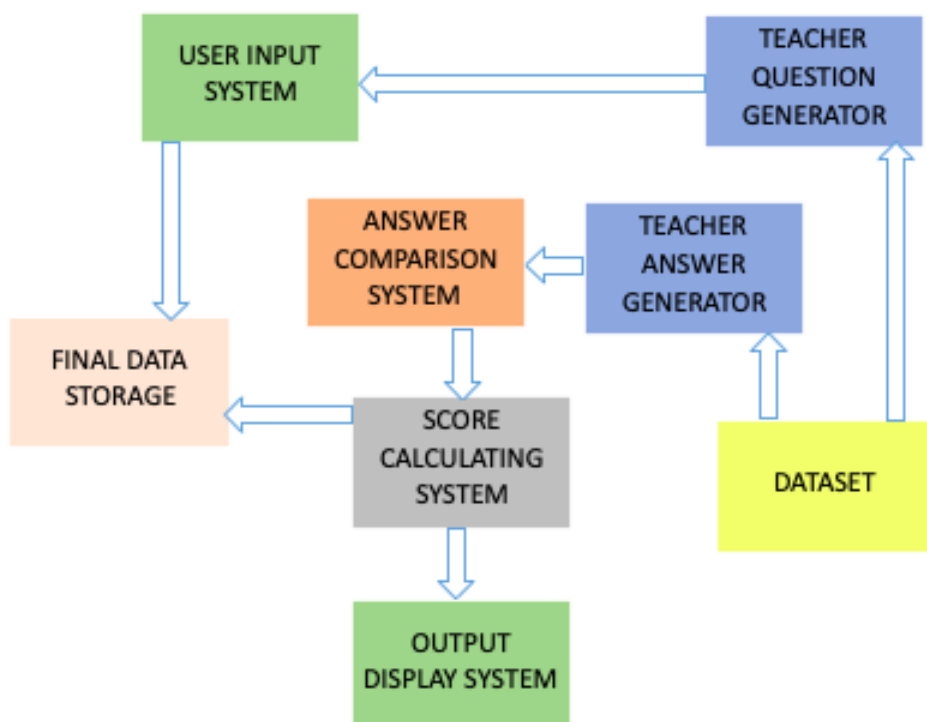 USER INPUT
SYSTEM
TEACHER
QUESTION
GENERATOR
ANSWER
COMPARISON
SYSTEM
TEACHER
ANSWER
GENERATOR
FINAL DATA
STORAGE
SCORE
CALCULATING
SYSTEM
DATASET
OUTPUT
DISPLAY SYSTEM